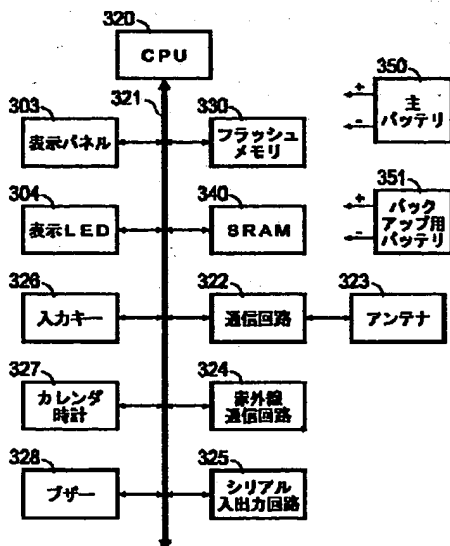 320
CPU
321
303
表示パネル
330
フラッシュ
メモリ
350
+
-
主
バッテリ
304
表示LED
340
SRAM
351
+
-
バック
アップ用
バッテリ
326
入力キー
322
通信回路
323
アンテナ
327
カレンダ
時計
324
赤外線
通信回路
328
ブザー
325
シリアル
入出力回路